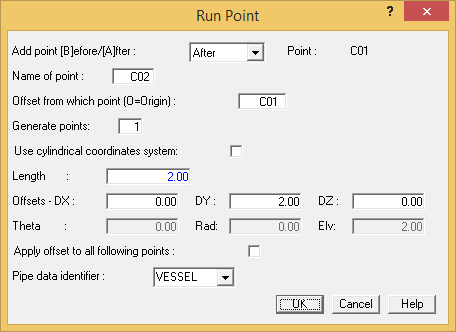 Run Point
? ×
Add point [B]efore/[A]fter : After Point : C01
Name of point : C02
Offset from which point (O=Origin) : C01
Generate points: 1
Use cylindrical coordinates system:
Length : 2.00
Offsets - DX : 0.00 DY : 2.00 DZ : 0.00
Theta : 0.00 Rad: 0.00 Elv: 2.00
Apply offset to all following points :
Pipe data identifier : VESSEL
OK Cancel Help